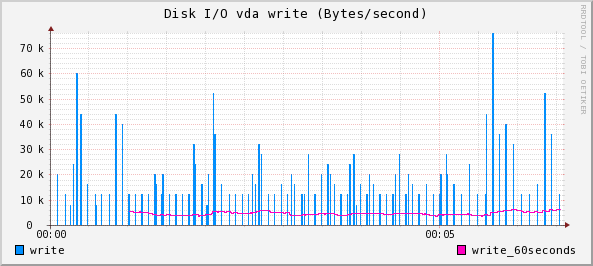 Disk I/O vda write (Bytes/second)
RRDTOOL / TOBI OETIKER
70 k
60 k
50 k
40 k
30 k
20 k
10 k
0
00:00 00:05
write write_60seconds